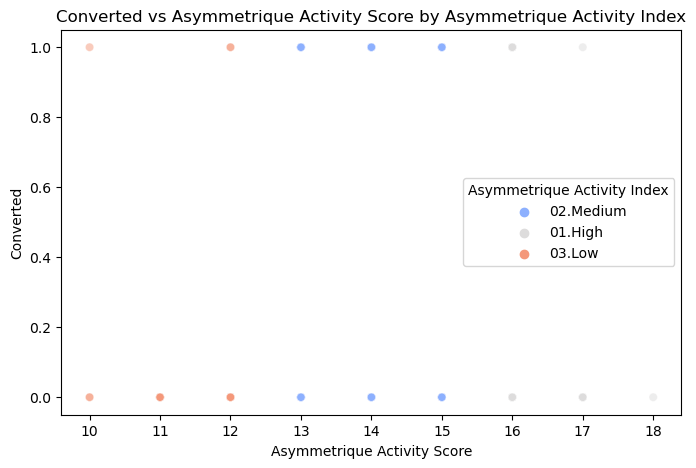 Converted vs Asymmetrique Activity Score by Asymmetrique Activity Index
1.0
0.8
0.6
0.4
0.2
0.0
Converted
Asymmetrique Activity Index
02.Medium
01.High
03.Low
10 11 12 13 14 15 16 17 18
Asymmetrique Activity Score